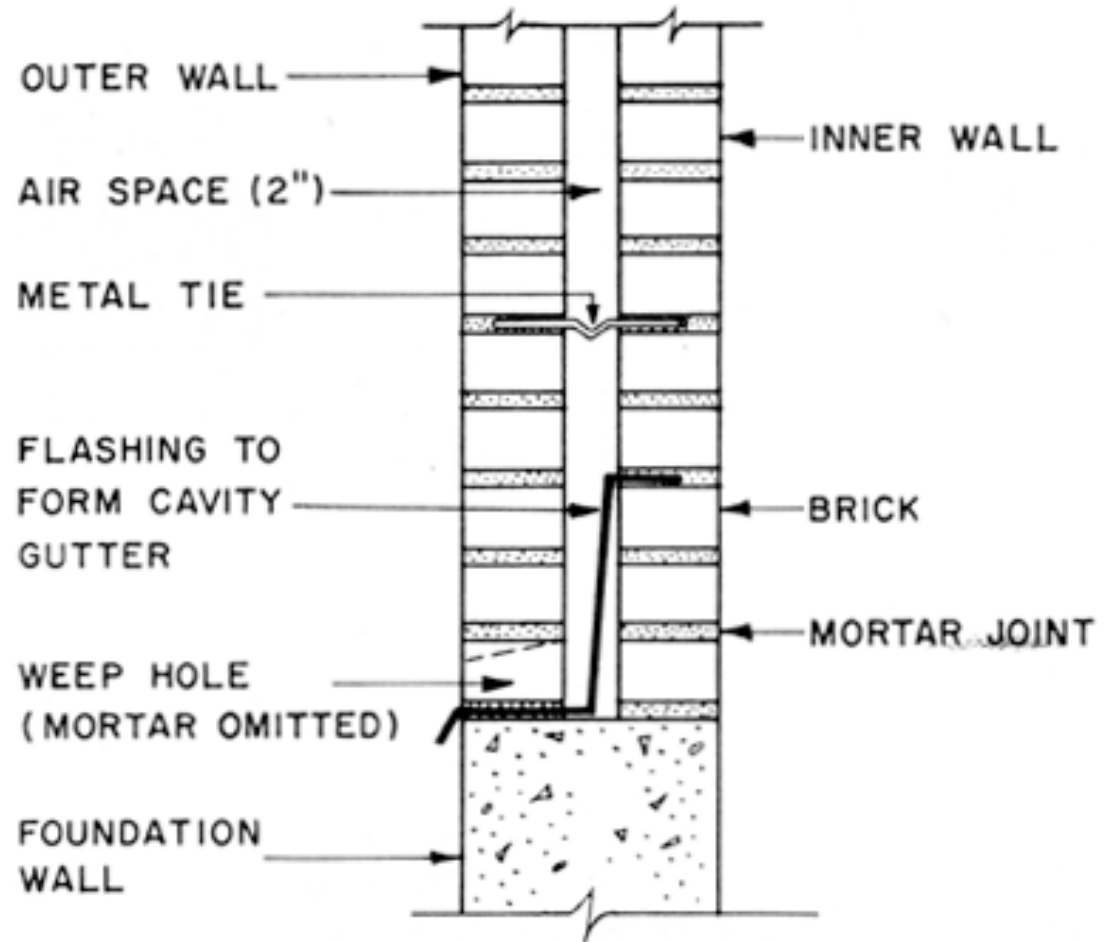 OUTER WALL
AIR SPACE (2")
METAL TIE
FLASHING TO
FORM CAVITY
GUTTER
WEEP HOLE
(MORTAR OMITTED)
FOUNDATION
WALL
INNER WALL
BRICK
MORTAR JOINT